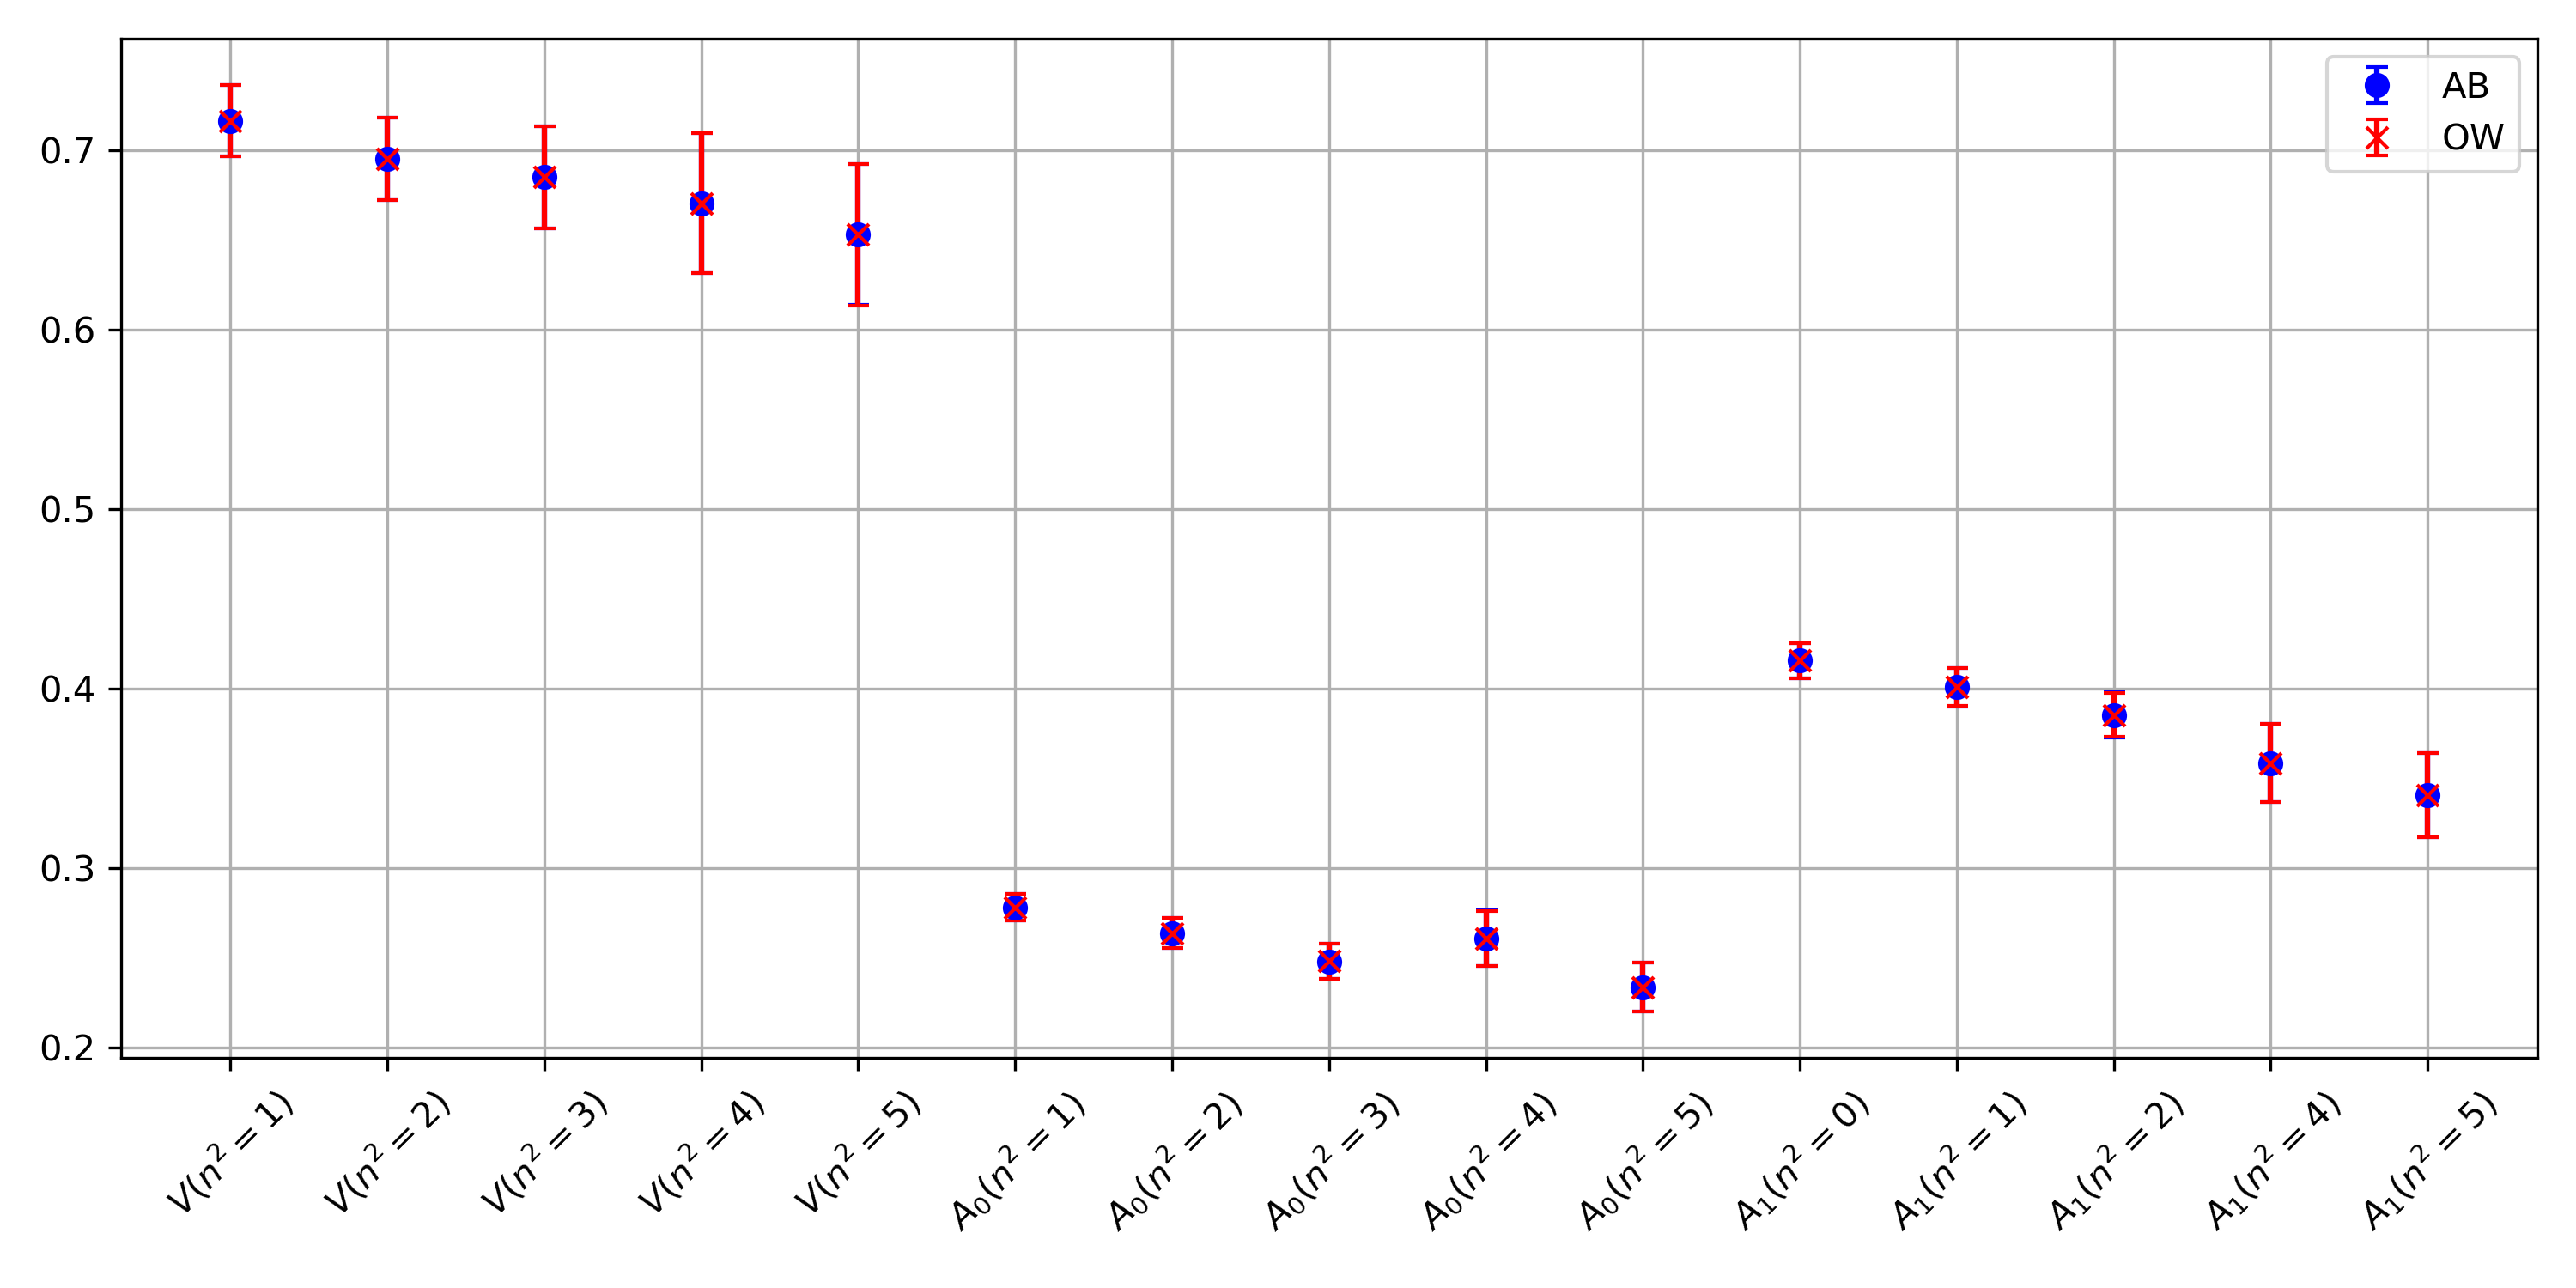 AB
OW
0.7
0.6
0.5
0.4
0.3
0.2
V(n² = 1)
V(n² = 2)
V(n² = 3)
V(n² = 4)
V(n² = 5)
A₀(n² = 1)
A₀(n² = 2)
A₀(n² = 3)
A₀(n² = 4)
A₀(n² = 5)
A₁(n² = 0)
A₁(n² = 1)
A₁(n² = 2)
A₁(n² = 4)
A₁(n² = 5)